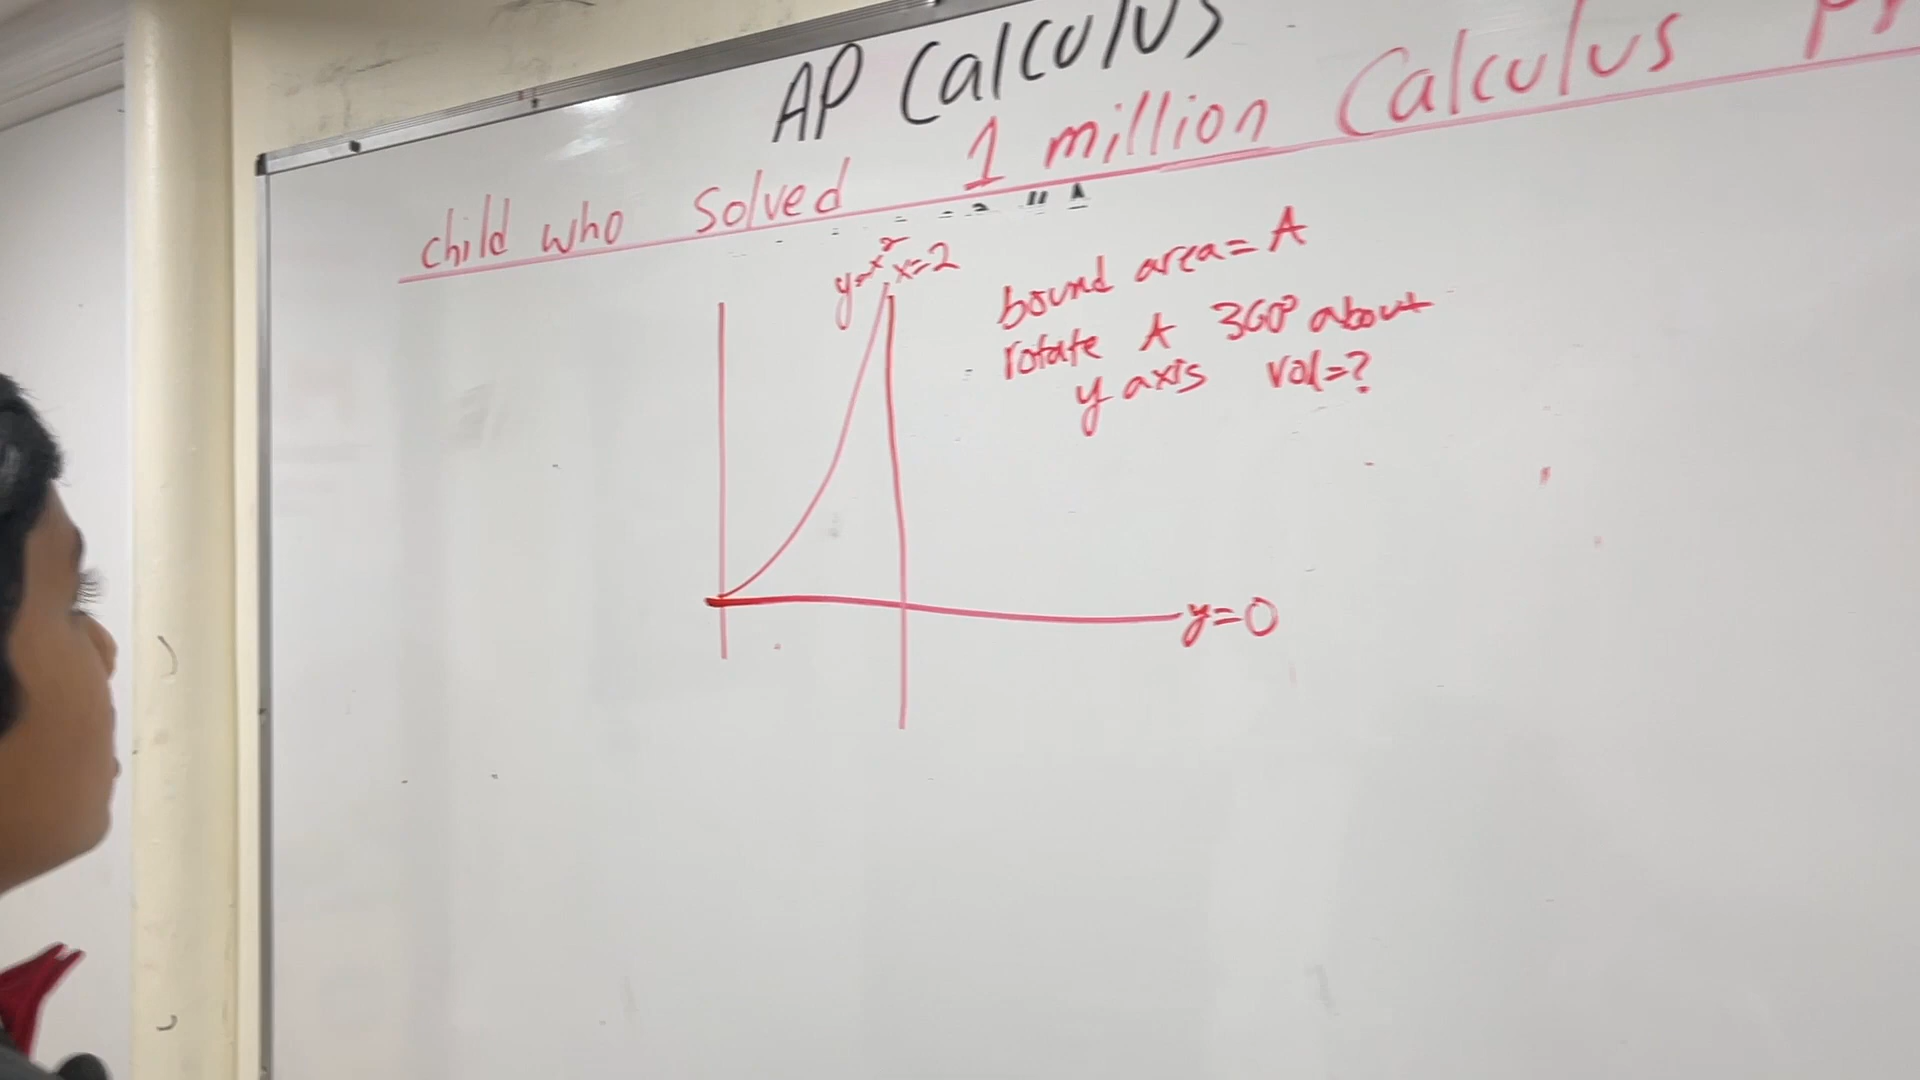 AP Calculus
child who solved 1 million Calculus
y=x² x=2
bound area = A
rotate A 360° about
y axis vol=?
y=0